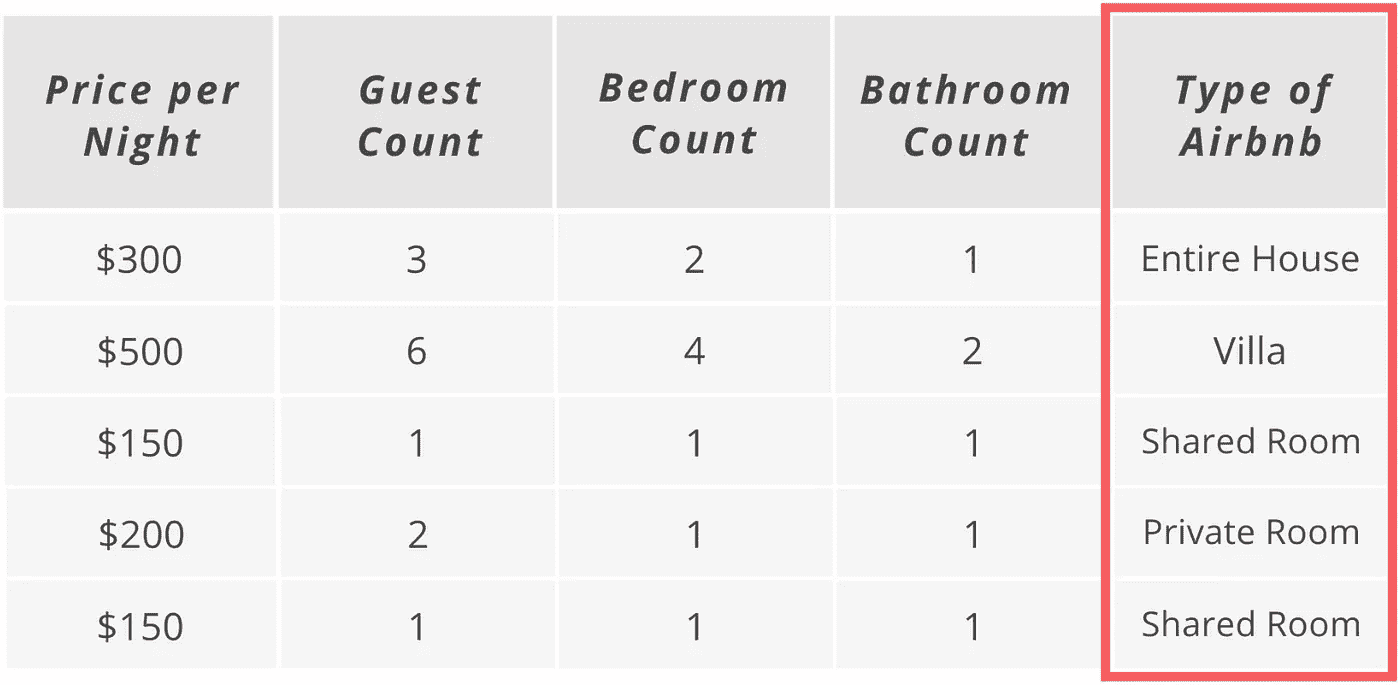 Price per Night Guest Count Bedroom Count Bathroom Count Type of Airbnb
$300 3 2 1 Entire House
$500 6 4 2 Villa
$150 1 1 1 Shared Room
$200 2 1 1 Private Room
$150 1 1 1 Shared Room